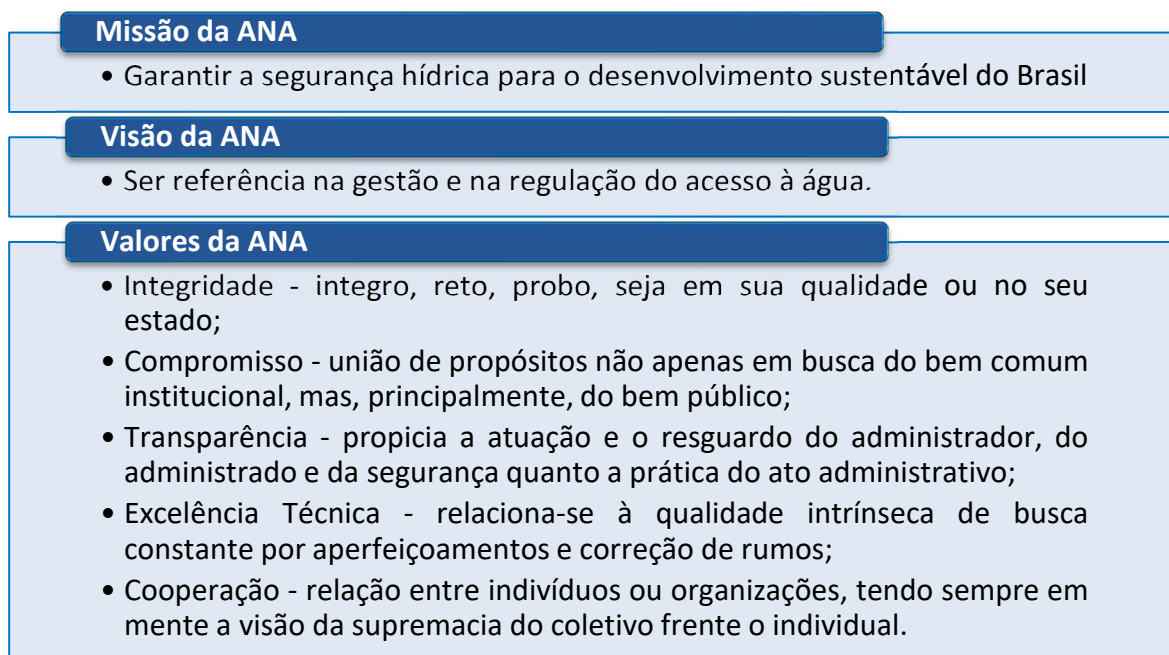 Missão da ANA
• Garantir a segurança hídrica para o desenvolvimento sustentável do Brasil
Visão da ANA
• Ser referência na gestão e na regulação do acesso à água.
Valores da ANA
• Integridade - integro, reto, probo, seja em sua qualidade ou no seu
estado;
• Compromisso - união de propósitos não apenas em busca do bem comum
institucional, mas, principalmente, do bem público;
• Transparência - propicia a atuação e o resguardo do administrador, do
administrado e da segurança quanto a prática do ato administrativo;
• Excelência Técnica - relaciona-se à qualidade intrínseca de busca
constante por aperfeiçoamentos e correção de rumos;
• Cooperação - relação entre indivíduos ou organizações, tendo sempre em
mente a visão da supremacia do coletivo frente o individual.